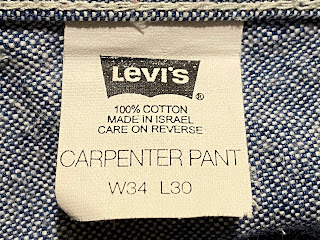 LEVI'S ®
100% COTTON
MADE IN ISRAEL
CARE ON REVERSE
CARPENTER PANT
W34 L30